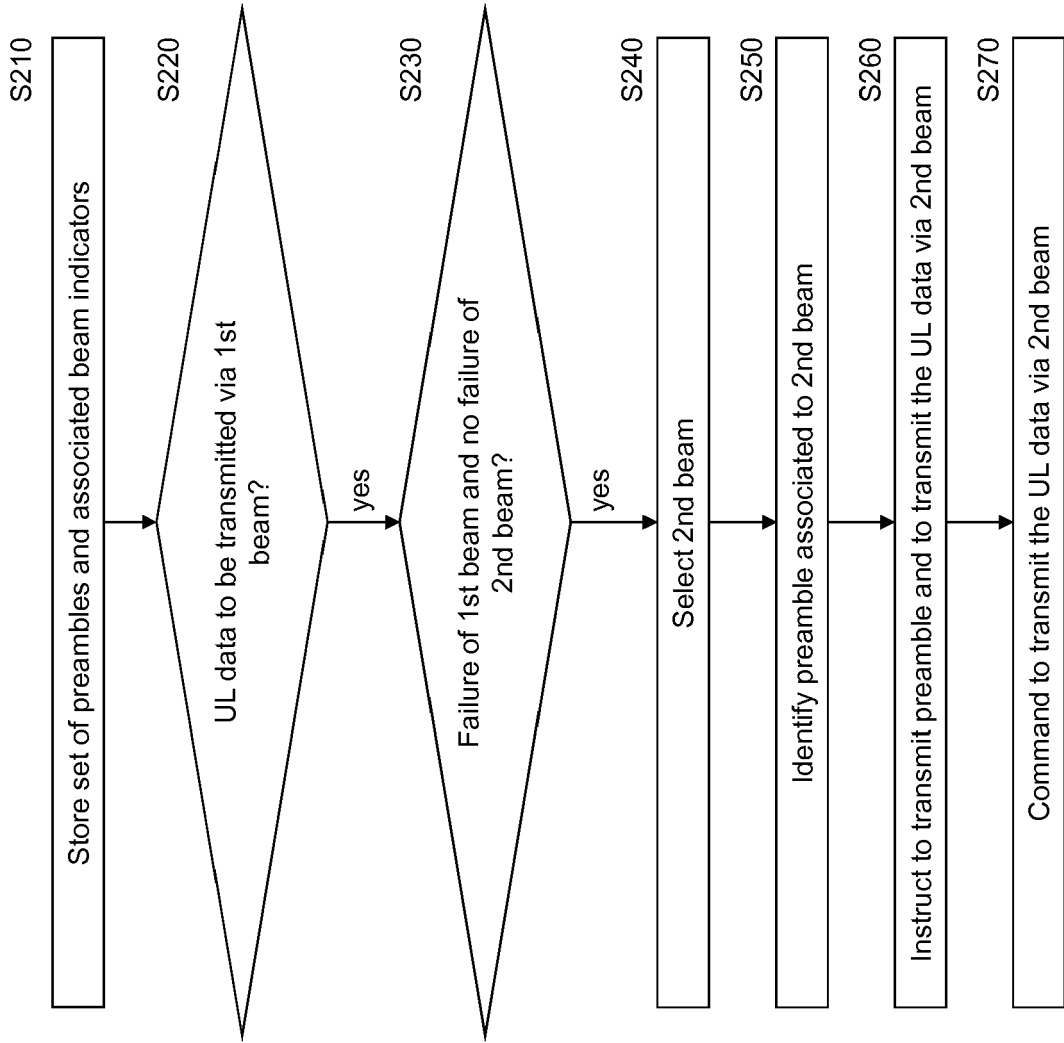 S210
Store set of preambles and associated beam indicators
S220
UL data to be transmitted via 1st
beam?
yes
S230
Failure of 1st beam and no failure of
2nd beam?
yes
S240
Select 2nd beam
S250
Identify preamble associated to 2nd beam
S260
Instruct to transmit preamble and to transmit the UL data via 2nd beam
S270
Command to transmit the UL data via 2nd beam